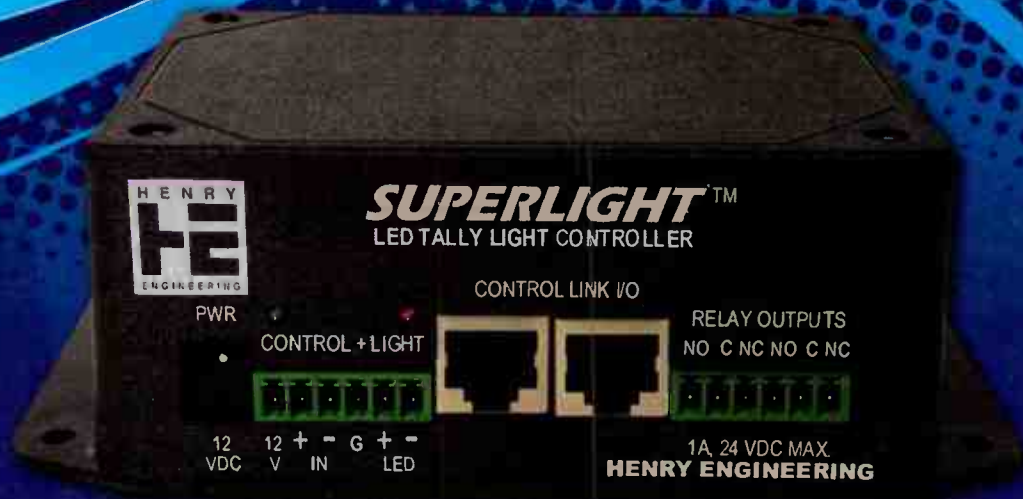 HENRY
HE
ENGINEERING
SUPERLIGHT™
LED TALLY LIGHT CONTROLLER
CONTROL LINK I/O
PWR
CONTROL + LIGHT
RELAY OUTPUTS
NO C NC NO C NC
12 VDC
12 V
+ - IN
G
+ - LED
1A, 24 VDC MAX.
HENRY ENGINEERING